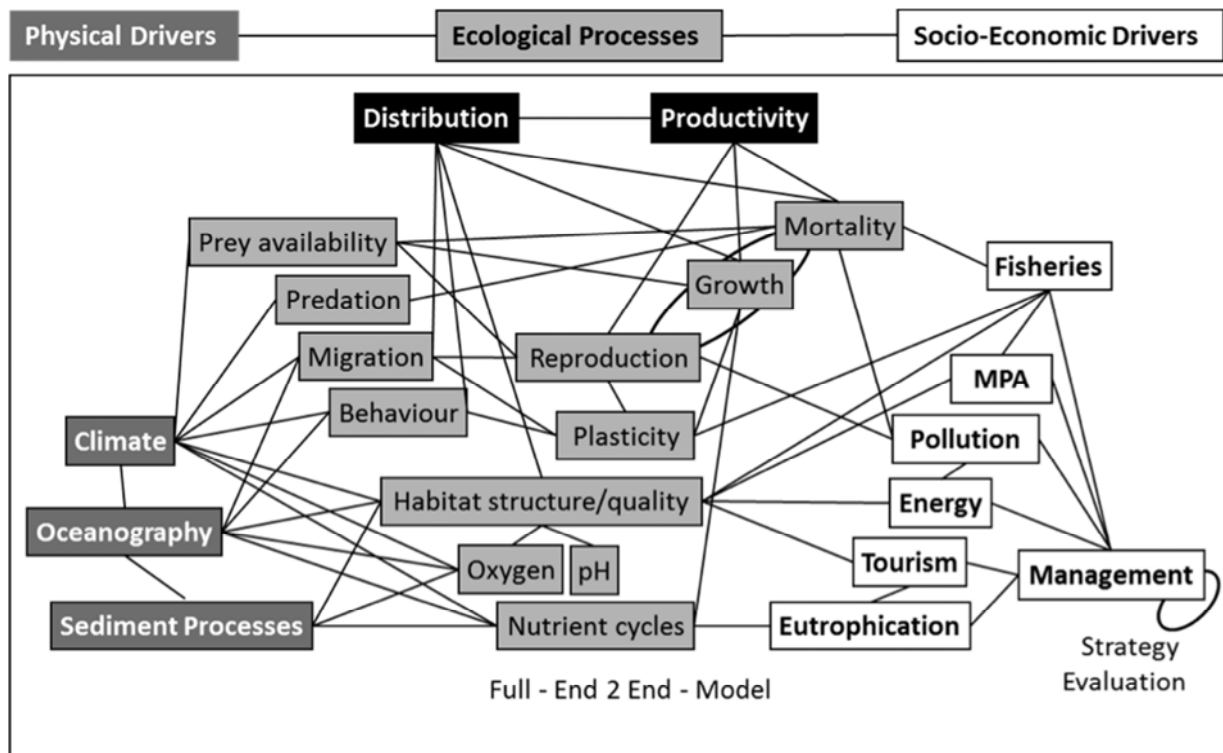 Physical Drivers
Ecological Processes
Socio-Economic Drivers
Distribution
Productivity
Mortality
Prey availability
Fisheries
Growth
Predation
Migration
Reproduction
MPA
Behaviour
Plasticity
Pollution
Climate
Habitat structure/quality
Energy
Oceanography
Oxygen
pH
Tourism
Management
Sediment Processes
Nutrient cycles
Eutrophication
Strategy
Evaluation
Full - End 2 End - Model